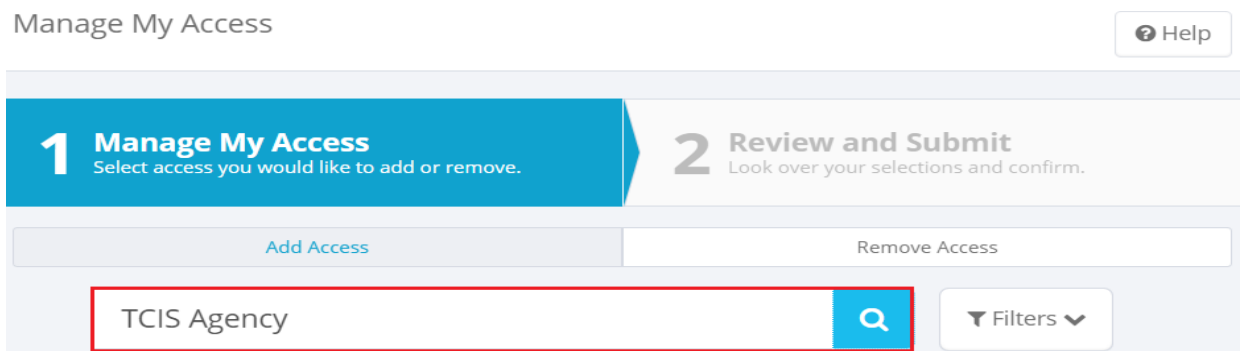 Manage My Access
Help
1 Manage My Access
Select access you would like to add or remove.
2 Review and Submit
Look over your selections and confirm.
Add Access
Remove Access
TCIS Agency
Filters